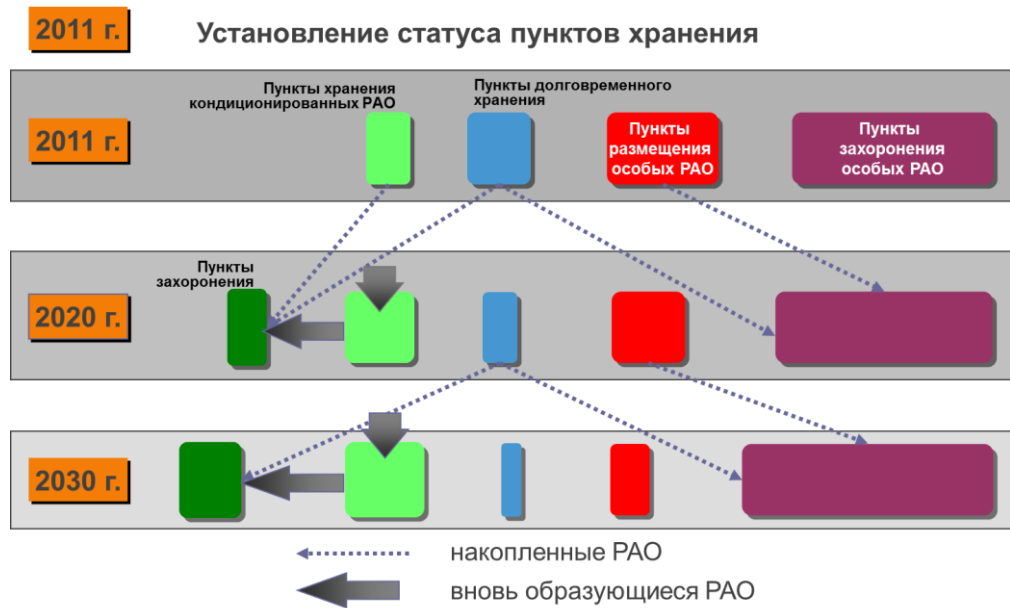 2011 г.
Установление статуса пунктов хранения
Пункты хранения
кондиционированных РАО
Пункты долговременного
хранения
2011 г.
Пункты
размещения
особых РАО
Пункты
захоронения
особых РАО
Пункты
захоронения
2020 г.
2030 г.
накопленные РАО
вновь образующиеся РАО